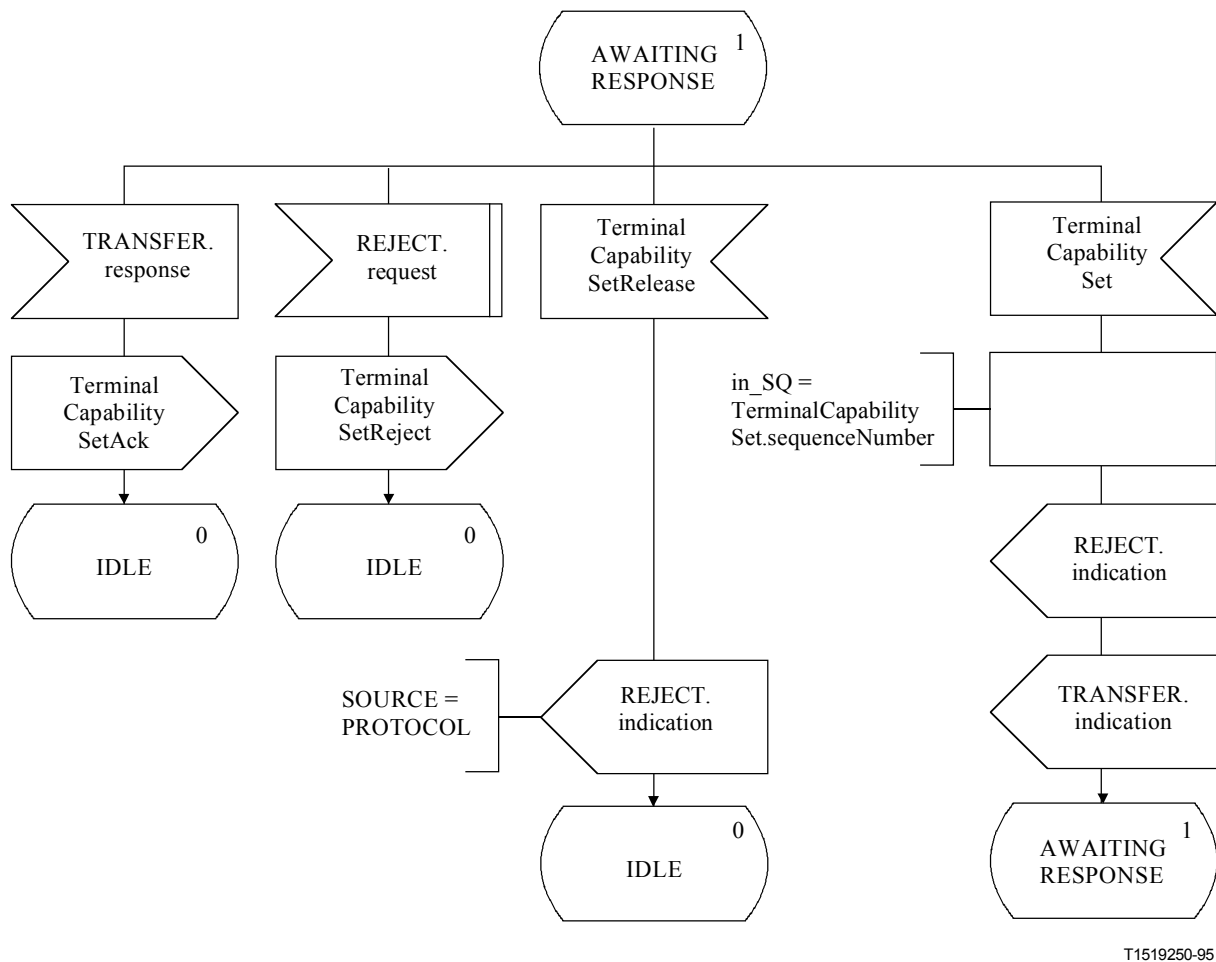 1
AWAITING
RESPONSE
TRANSFER.
response
REJECT.
request
Terminal
Capability
SetRelease
Terminal
Capability
Set
Terminal
Capability
SetAck
Terminal
Capability
SetReject
in_SQ =
TerminalCapability
Set.sequenceNumber
0
IDLE
0
IDLE
REJECT.
indication
SOURCE =
PROTOCOL
REJECT.
indication
TRANSFER.
indication
0
IDLE
1
AWAITING
RESPONSE
T1519250-95